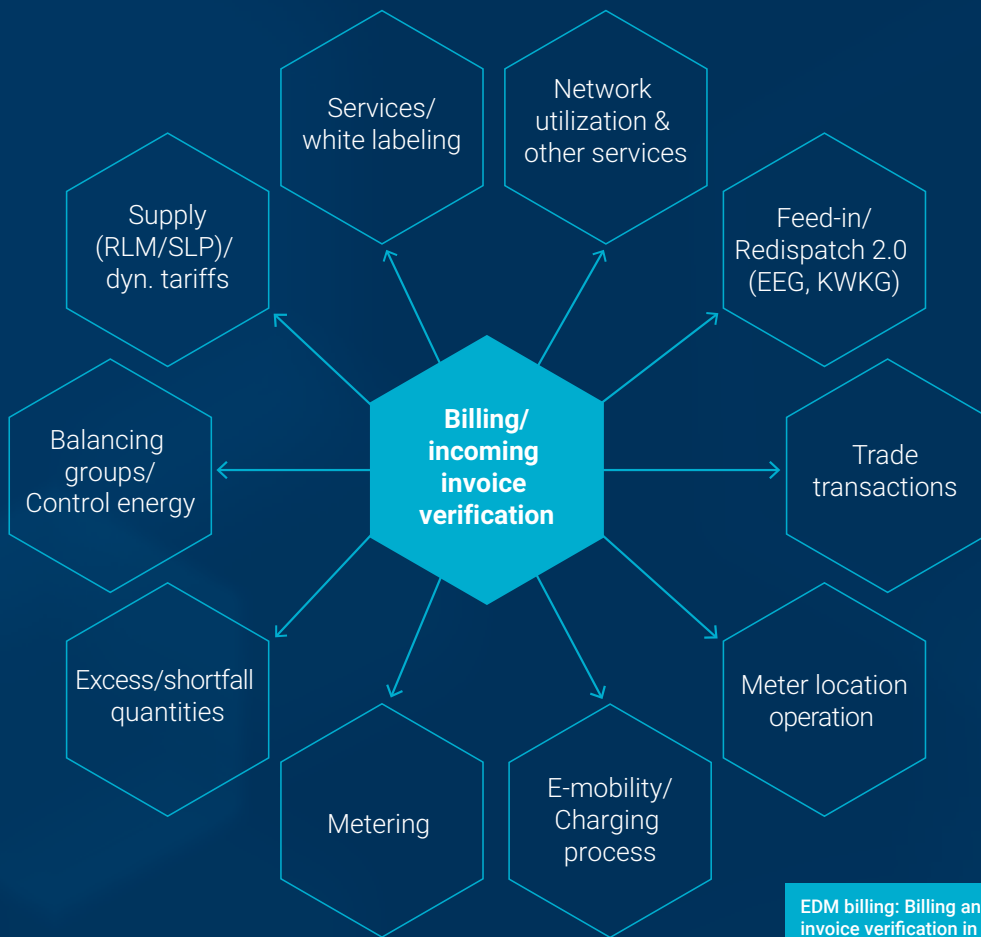 Services/
white labeling
Network
utilization &
other services
Supply
(RLM/SLP)/
dyn. tariffs
Feed-in/
Redispatch 2.0
(EEG, KWKG)
Balancing
groups/
Control energy
Billing/
incoming
invoice
verification
Trade
transactions
Excess/shortfall
quantities
Meter location
operation
Metering
E-mobility/
Charging
process
EDM billing: Billing an
invoice verification in